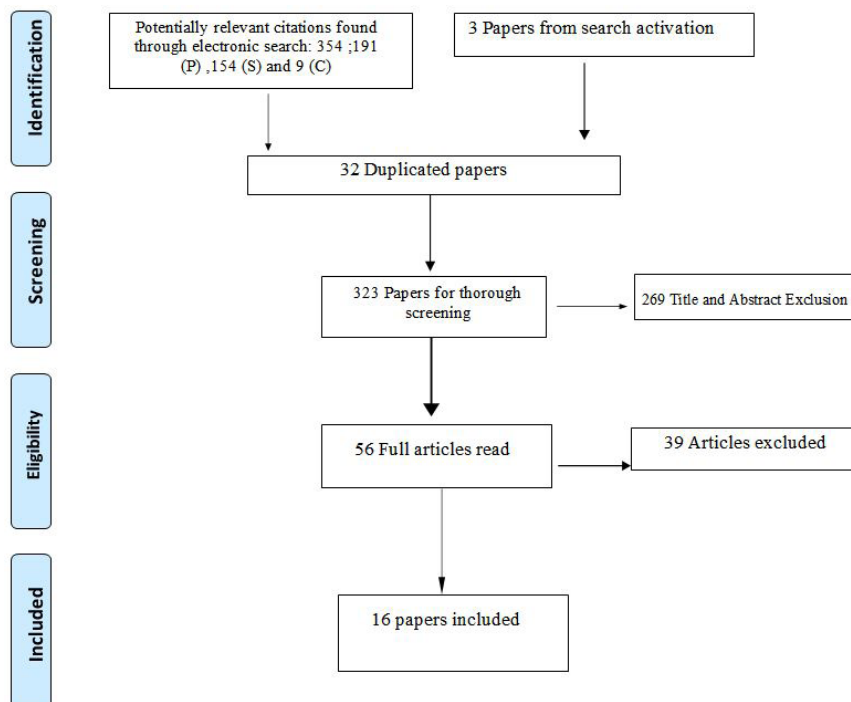 Identification
Potentially relevant citations found
through electronic search: 354 ;191
(P) ,154 (S) and 9 (C)
3 Papers from search activation
32 Duplicated papers
Screening
323 Papers for thorough
screening
269 Title and Abstract Exclusion
Eligibility
56 Full articles read
39 Articles excluded
Included
16 papers included